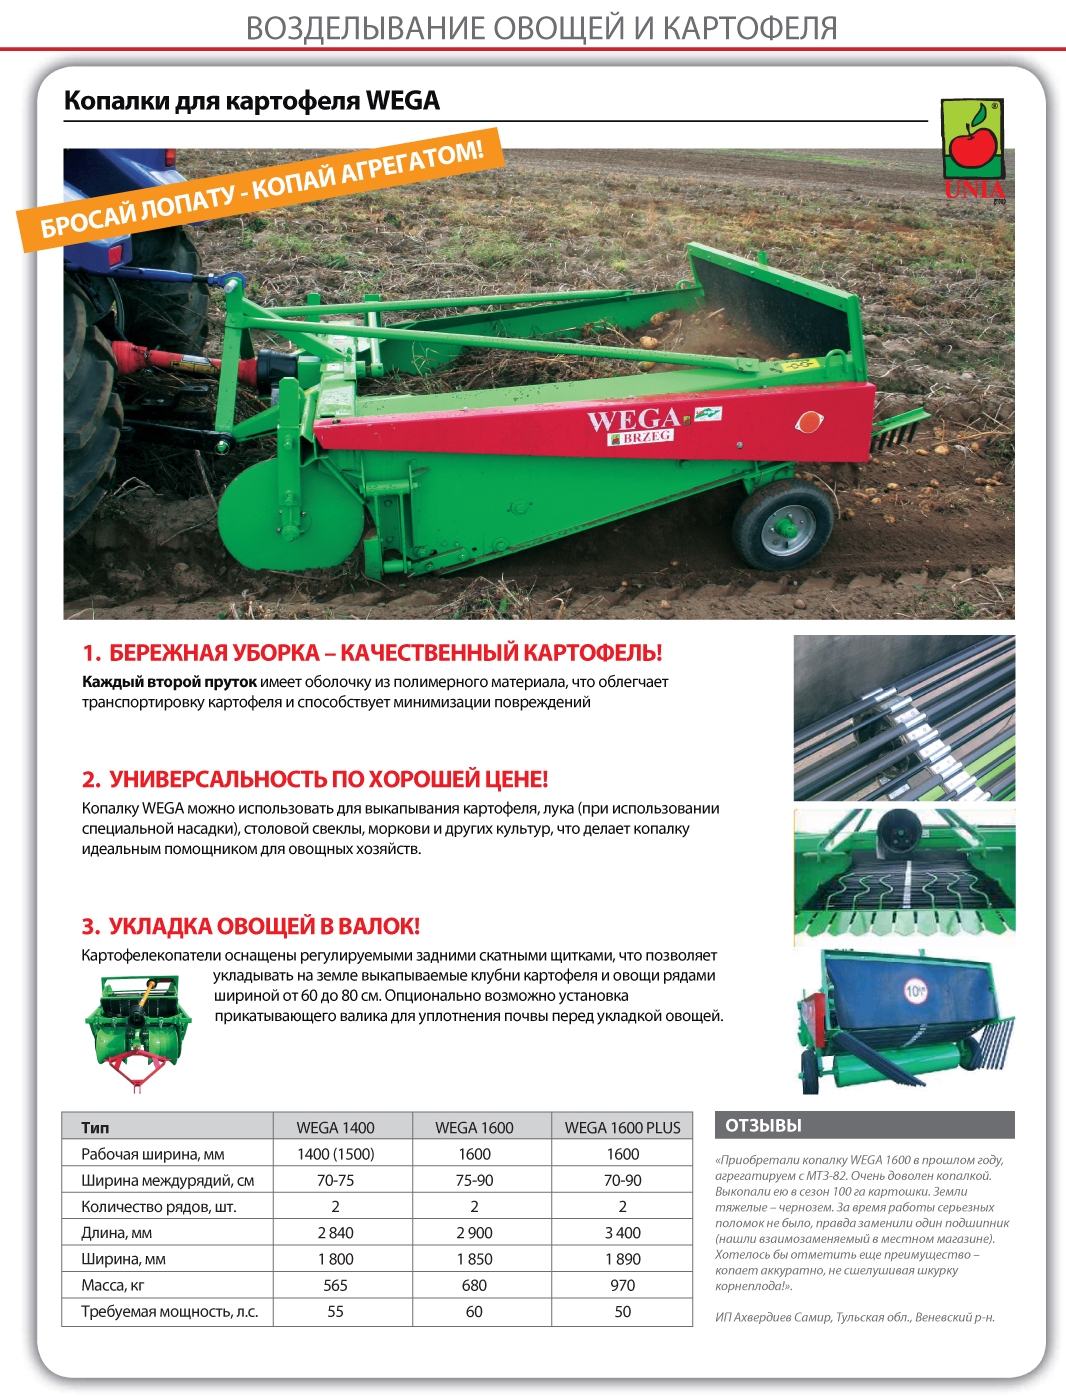 ВОЗДЕЛЫВАНИЕ ОВОЩЕЙ И КАРТОФЕЛЯ
Копалки для картофеля WEGA
UNIA
group
БРОСАЙ ЛОПАТУ - КОПАЙ АГРЕГАТОМ!
WEGA
BRZEG
1. БЕРЕЖНАЯ УБОРКА – КАЧЕСТВЕННЫЙ КАРТОФЕЛЬ!
Каждый второй пруток имеет оболочку из полимерного материала, что облегчает
транспортировку картофеля и способствует минимизации повреждений
2. УНИВЕРСАЛЬНОСТЬ ПО ХОРОШЕЙ ЦЕНЕ!
Копалку WEGA можно использовать для выкапывания картофеля, лука (при использовании
специальной насадки), столовой свеклы, моркови и других культур, что делает копалку
идеальным помощником для овощных хозяйств.
3. УКЛАДКА ОВОЩЕЙ В ВАЛОК!
Картофелекопатели оснащены регулируемыми задними скатными щитками, что позволяет
укладывать на земле выкапываемые клубни картофеля и овощи рядами
шириной от 60 до 80 см. Опционально возможно установка
прикатывающего валика для уплотнения почвы перед укладкой овощей.
Тип WEGA 1400 WEGA 1600 WEGA 1600 PLUS
Рабочая ширина, мм 1400 (1500) 1600 1600
Ширина междурядий, см 70-75 75-90 70-90
Количество рядов, шт. 2 2 2
Длина, мм 2 840 2 900 3 400
Ширина, мм 1 800 1 850 1 890
Масса, кг 565 680 970
Требуемая мощность, л.с. 55 60 50
ОТЗЫВЫ
«Приобретали копалку WEGA 1600 в прошлом году,
агрегатируем с МТЗ-82. Очень доволен копалкой.
Выкопали ею в сезон 100 га картошки. Земли
тяжелые – чернозем. За время работы серьезных
поломок не было, правда заменили один подшипник
(нашли взаимозаменяемый в местном магазине).
Хотелось бы отметить еще преимущество –
копает аккуратно, не сшелушивая шкурку
корнеплода!».
ИП Ахвердиев Самир, Тульская обл., Веневский р-н.